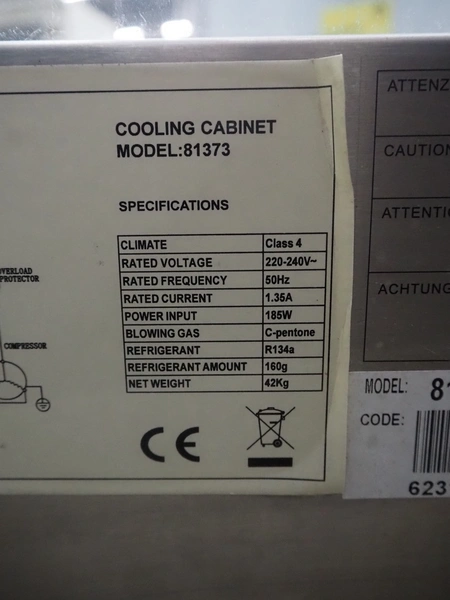 COOLING CABINET
MODEL:81373
SPECIFICATIONS
CLIMATE Class 4
RATED VOLTAGE 220-240V~
RATED FREQUENCY 50Hz
RATED CURRENT 1.35A
POWER INPUT 185W
BLOWING GAS C-pentone
REFRIGERANT R134a
REFRIGERANT AMOUNT 160g
NET WEIGHT 42Kg
CE
VERLOAD
PROTECTOR
COMPRESSOR
ATTENZ
CAUTION
ATTENTI
ACHTUNG
MODEL: 8
CODE:
623